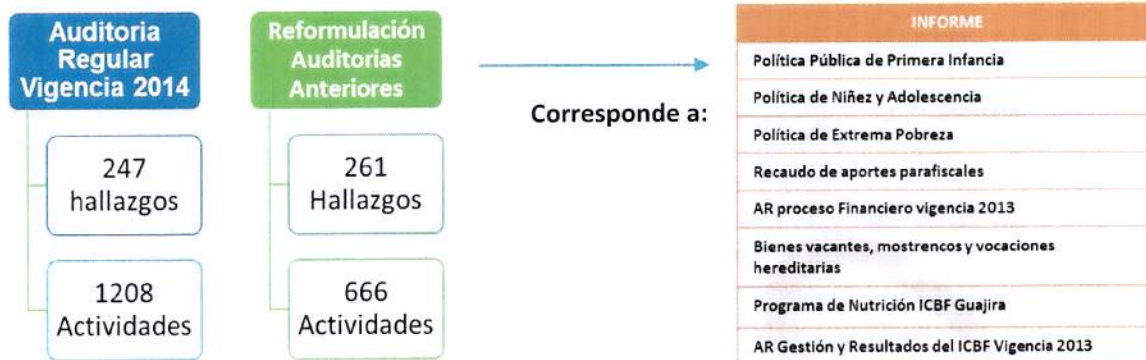 Auditoria
Regular
Vigencia 2014
247
hallazgos
1208
Actividades
Reformulación
Auditorias
Anteriores
261
Hallazgos
666
Actividades
Corresponde a:
INFORME
Política Pública de Primera Infancia
Política de Niñez y Adolescencia
Política de Extrema Pobreza
Recaudo de aportes parafiscales
AR proceso Financiero vigencia 2013
Bienes vacantes, mostrencos y vocaciones
hereditarias
Programa de Nutrición ICBF Guajira
AR Gestión y Resultados del ICBF Vigencia 2013